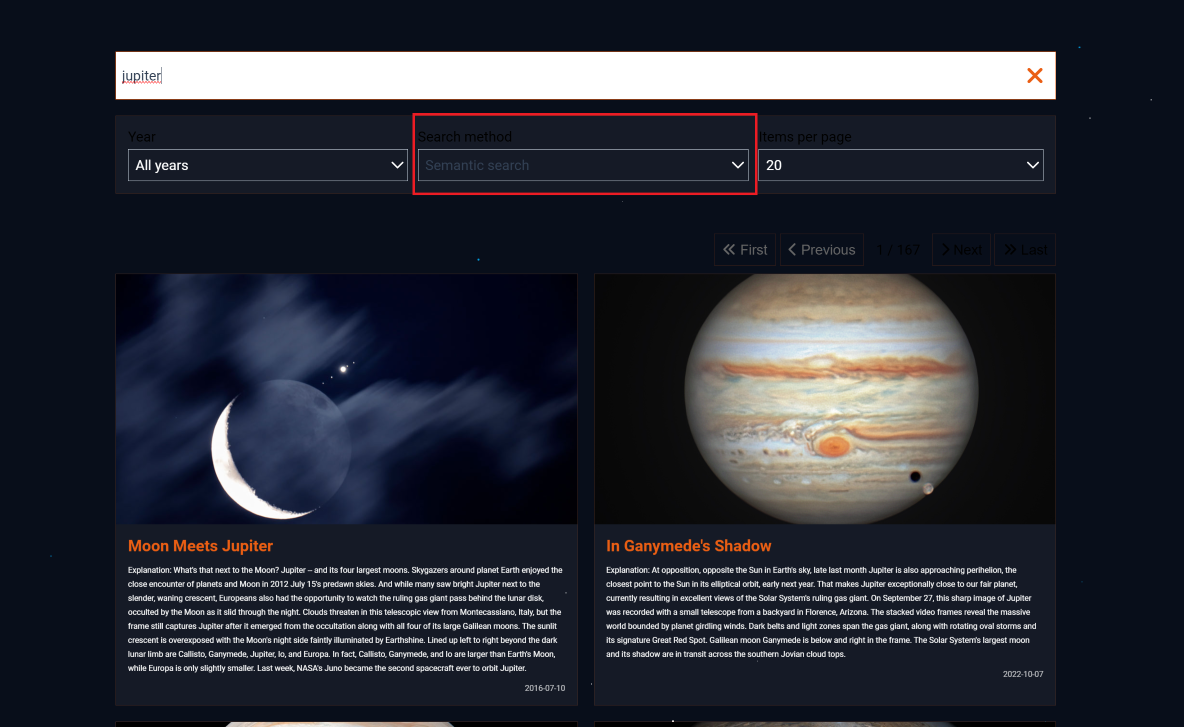 jupiter
Year
Search method
Items per page
All years
Semantic search
20
First
Previous
1 / 167
Next
Last
Moon Meets Jupiter
Explanation: What's that next to the Moon? Jupiter -- and its four largest moons. Skygazers around planet Earth enjoyed the
close encounter of planets and Moon in 2012 July 15's predawn skies. And while many saw bright Jupiter next to the
slender, waning crescent, Europeans also had the opportunity to watch the ruling gas giant pass behind the lunar disk,
occulted by the Moon as it slid through the night. Clouds threaten in this telescopic view from Montecassiano, Italy, but the
frame still captures Jupiter after it emerged from the occultation along with all four of its large Galilean moons. The sunlit
crescent is overexposed with the Moon's night side faintly illuminated by Earthshine. Lined up left to right beyond the dark
lunar limb are Callisto, Ganymede, Jupiter, Io, and Europa. In fact, Callisto, Ganymede, and Io are larger than Earth's Moon,
while Europa is only slightly smaller. Last week, NASA's Juno became the second spacecraft ever to orbit Jupiter.
2016-07-10
In Ganymede's Shadow
Explanation: At opposition, opposite the Sun in Earth's sky, late last month Jupiter is also approaching perihelion, the
closest point to the Sun in its elliptical orbit, early next year. That makes Jupiter exceptionally close to our fair planet,
currently resulting in excellent views of the Solar System's ruling gas giant. On September 27, this sharp image of Jupiter
was recorded with a small telescope from a backyard in Florence, Arizona. The stacked video frames reveal the massive
world bounded by planet girdling winds. Dark belts and light zones span the gas giant, along with rotating oval storms and
its signature Great Red Spot. Galilean moon Ganymede is below and right in the frame. The Solar System's largest moon
and its shadow are in transit across the southern Jovian cloud tops.
2022-10-07